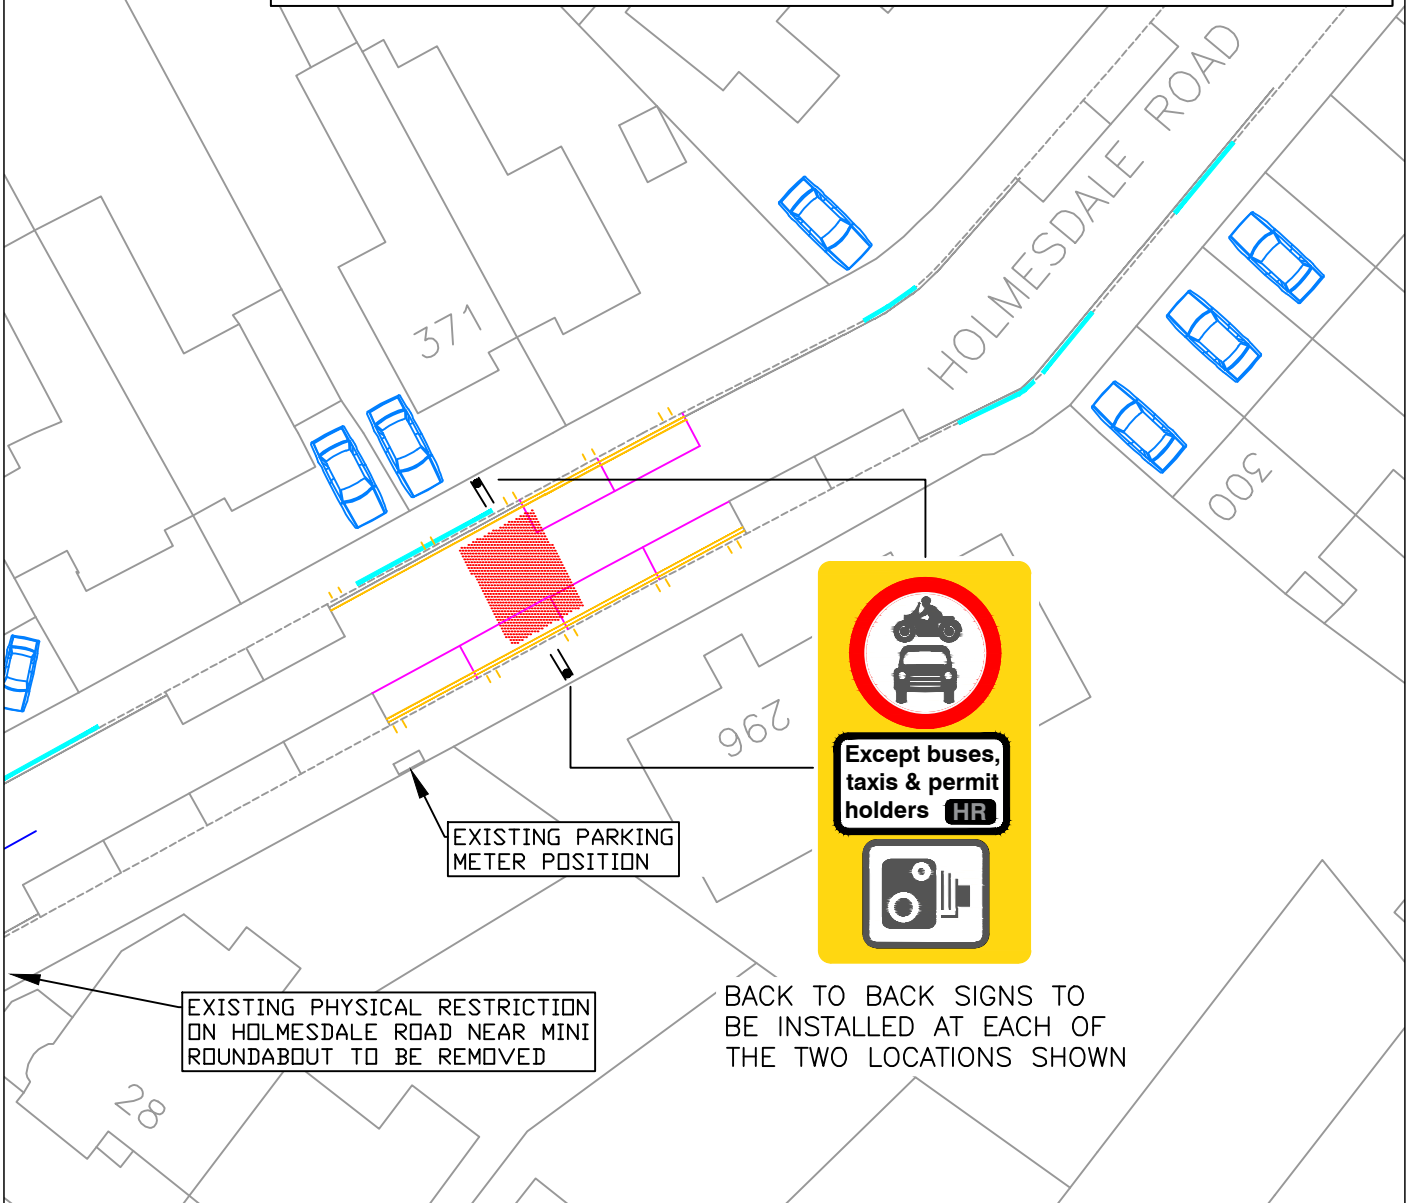 HOLMESDALE ROAD
371
300
296
Except buses,
taxis & permit
holders HR
EXISTING PARKING
METER POSITION
EXISTING PHYSICAL RESTRICTION
ON HOLMESDALE ROAD NEAR MINI
ROUNDABOUT TO BE REMOVED
BACK TO BACK SIGNS TO
BE INSTALLED AT EACH OF
THE TWO LOCATIONS SHOWN
28